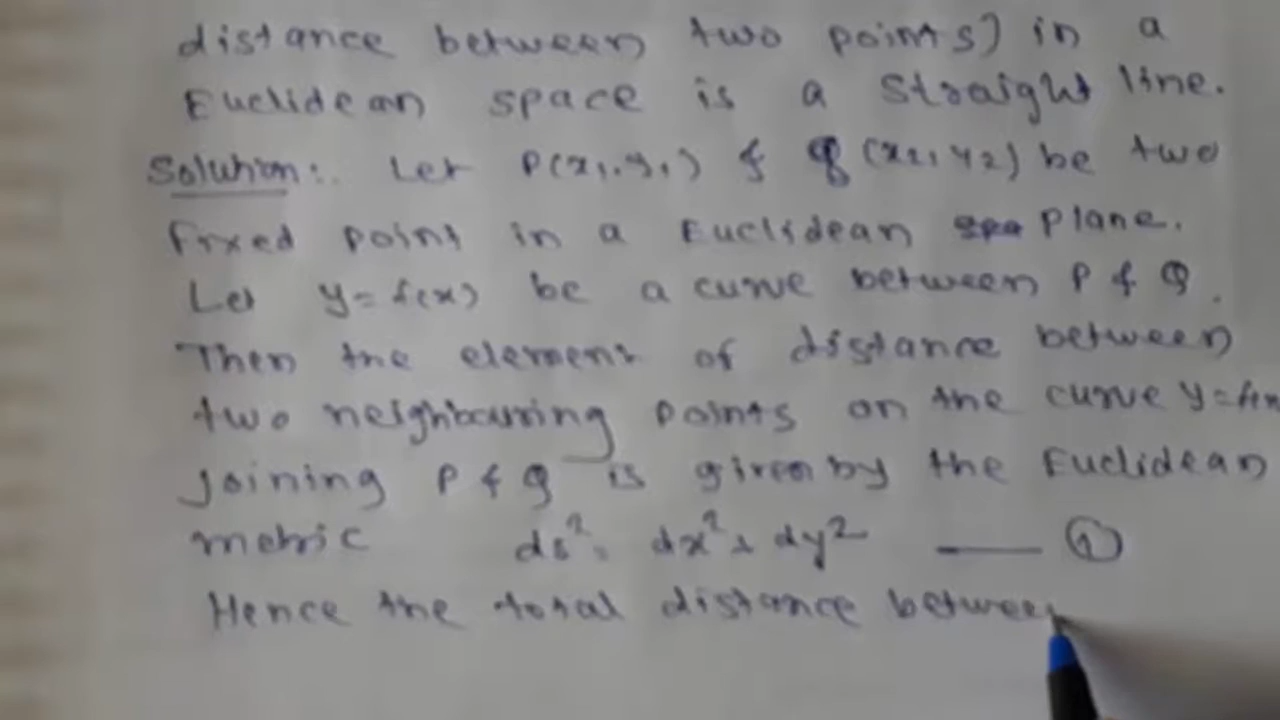 distance between two points) in a
Euclidean space is a straight line.
Solution:. Let P(x1,y1) & Q (x2, y2) be two
fixed point in a Euclidean plane.
Let y=f(x) be a curve between P & Q.
Then the element of distance between
two neighbouring points on the curve y=f(x
joining P & Q is given by the Euclidean
metric ds²= dx²+ dy² —— ①
Hence the total distance between